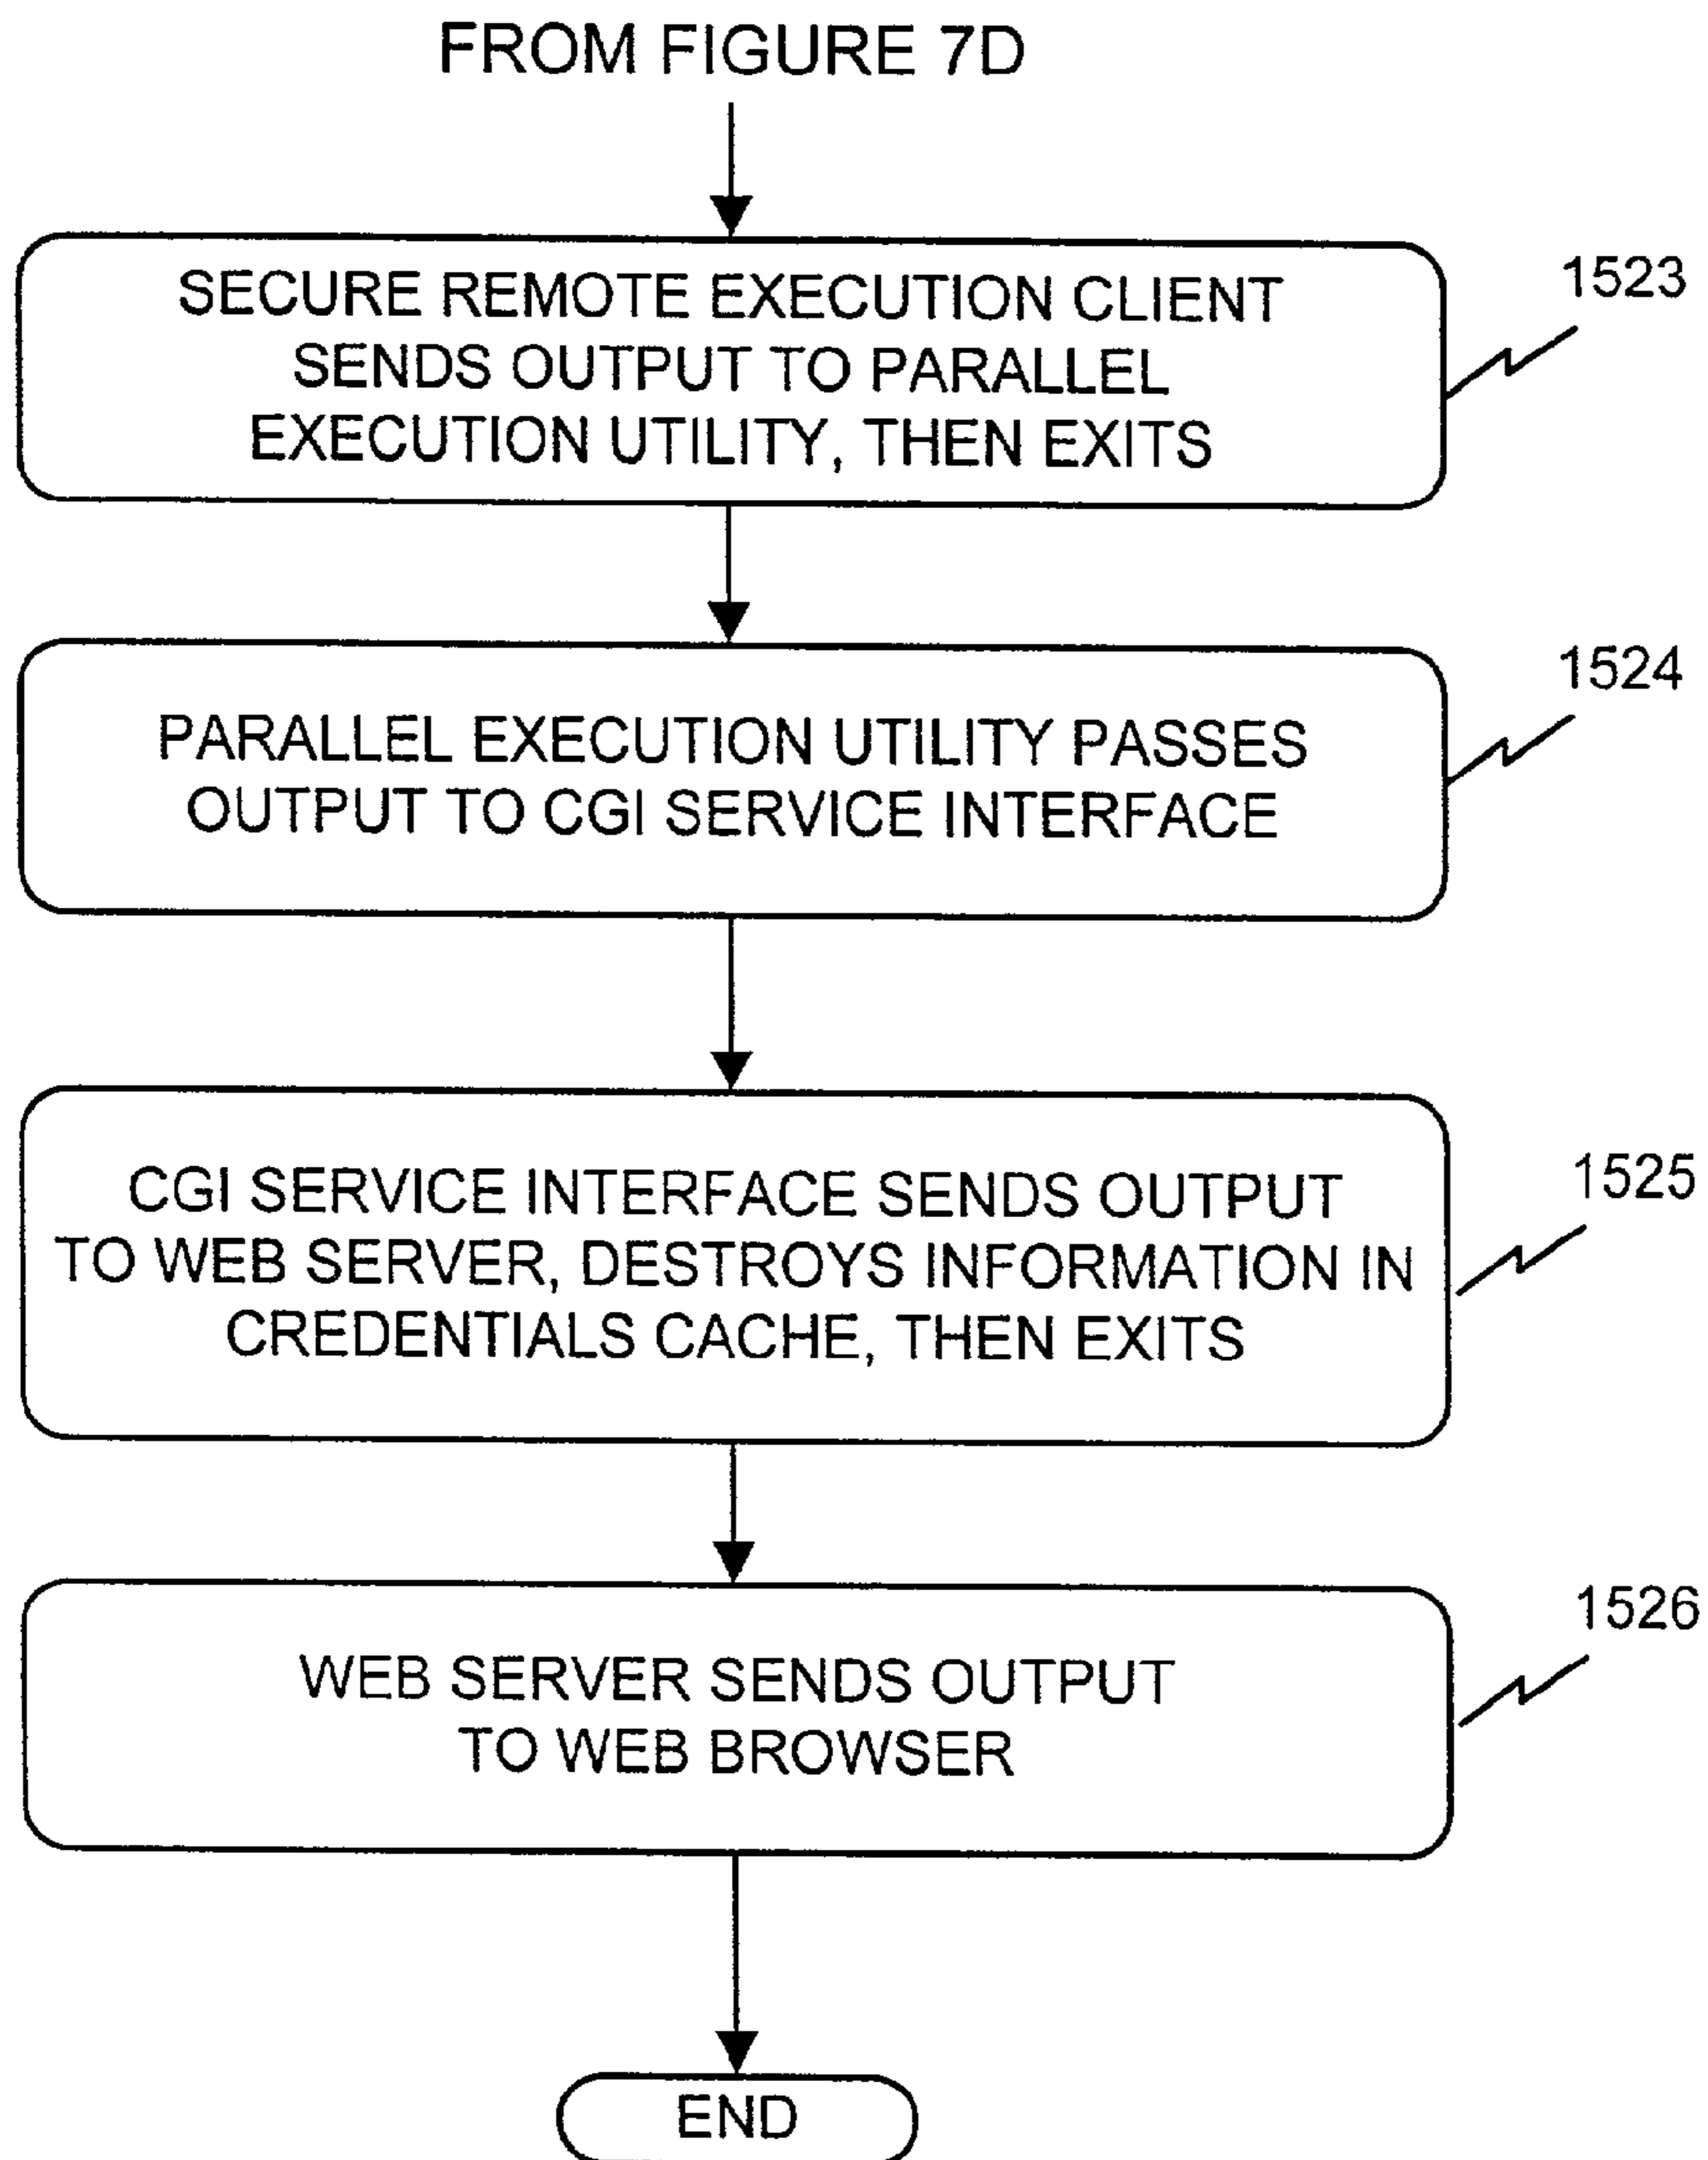 FROM FIGURE 7D
SECURE REMOTE EXECUTION CLIENT
SENDS OUTPUT TO PARALLEL
EXECUTION UTILITY, THEN EXITS
1523
PARALLEL EXECUTION UTILITY PASSES
OUTPUT TO CGI SERVICE INTERFACE
1524
CGI SERVICE INTERFACE SENDS OUTPUT
TO WEB SERVER, DESTROYS INFORMATION IN
CREDENTIALS CACHE, THEN EXITS
1525
WEB SERVER SENDS OUTPUT
TO WEB BROWSER
1526
END